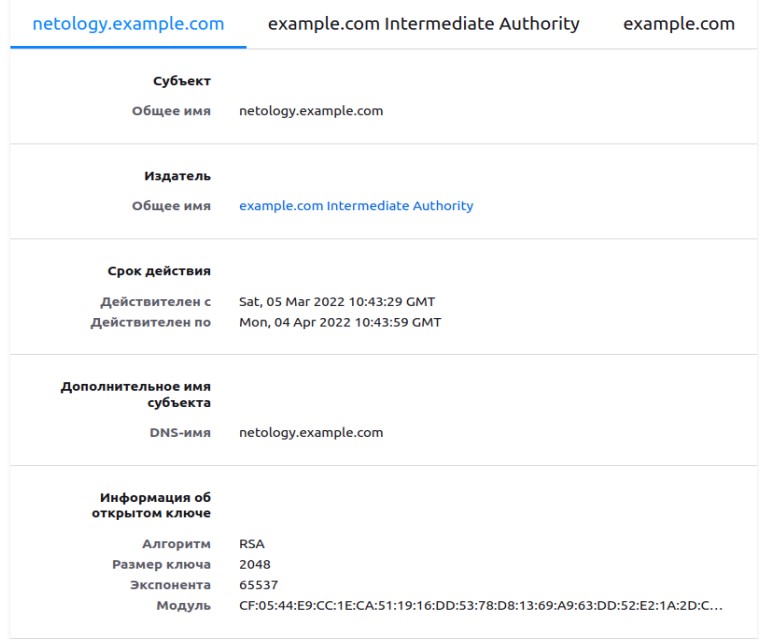 netology.example.com example.com Intermediate Authority example.com
Субъект
Общее имя netology.example.com
Издатель
Общее имя example.com Intermediate Authority
Срок действия
Действителен с Sat, 05 Mar 2022 10:43:29 GMT
Действителен по Mon, 04 Apr 2022 10:43:59 GMT
Дополнительное имя
субъекта
DNS-имя netology.example.com
Информация об
открытом ключе
Алгоритм RSA
Размер ключа 2048
Экспонента 65537
Модуль CF:05:44:E9:CC:1E:CA:51:19:16:DD:53:78:D8:13:69:A9:63:DD:52:E2:1A:2D:C…